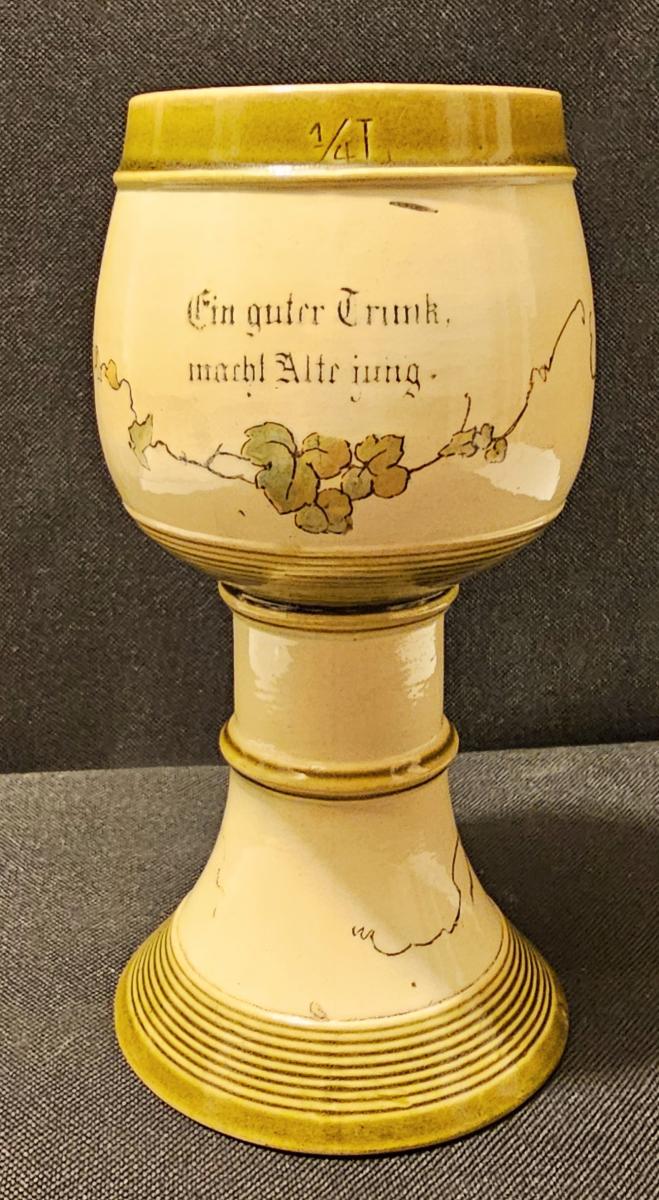 1/4 L
Ein guter Trunk,
macht Alte jung.